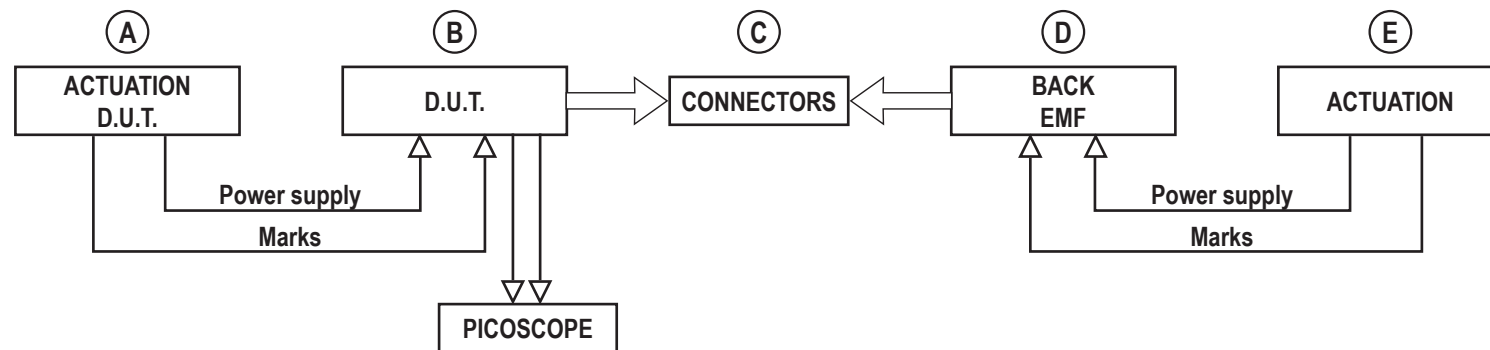 A
B
C
D
E
ACTUATION
D.U.T.
D.U.T.
CONNECTORS
BACK
EMF
ACTUATION
Power supply
Marks
Power supply
Marks
PICOSCOPE